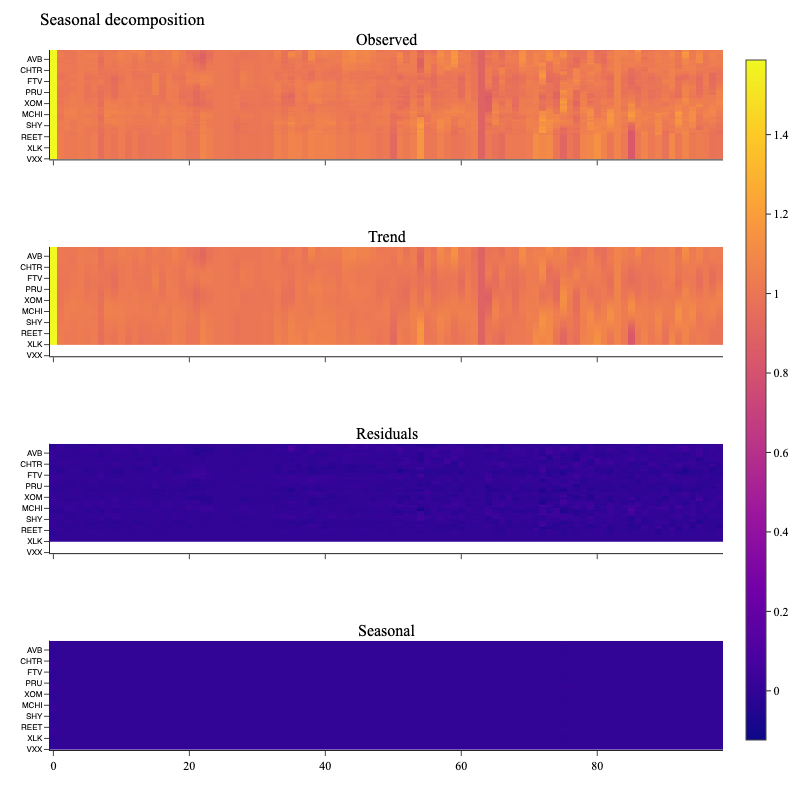 Seasonal decomposition
Observed
AVB
CHTR
FTV
PRU
XOM
MCHI
SHY
REET
XLK
VXX
Trend
AVB
CHTR
FTV
PRU
XOM
MCHI
SHY
REET
XLK
VXX
Residuals
AVB
CHTR
FTV
PRU
XOM
MCHI
SHY
REET
XLK
VXX
Seasonal
AVB
CHTR
FTV
PRU
XOM
MCHI
SHY
REET
XLK
VXX
0 20 40 60 80
1.4
1.2
1
0.8
0.6
0.4
0.2
0